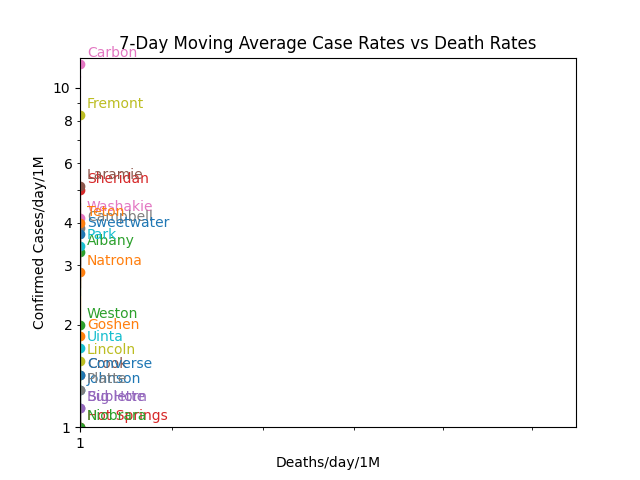 7-Day Moving Average Case Rates vs Death Rates
Carbon
Fremont
Laramie
Sheridan
Washakie
Teton
Campbell
Sweetwater
Park
Albany
Natrona
Weston
Goshen
Uinta
Lincoln
Crook
Converse
Johnson
Platte
Big Horn
Sublette
Hot Springs
Niobrara
10
8
6
4
3
2
1
1
Confirmed Cases/day/1M
Deaths/day/1M